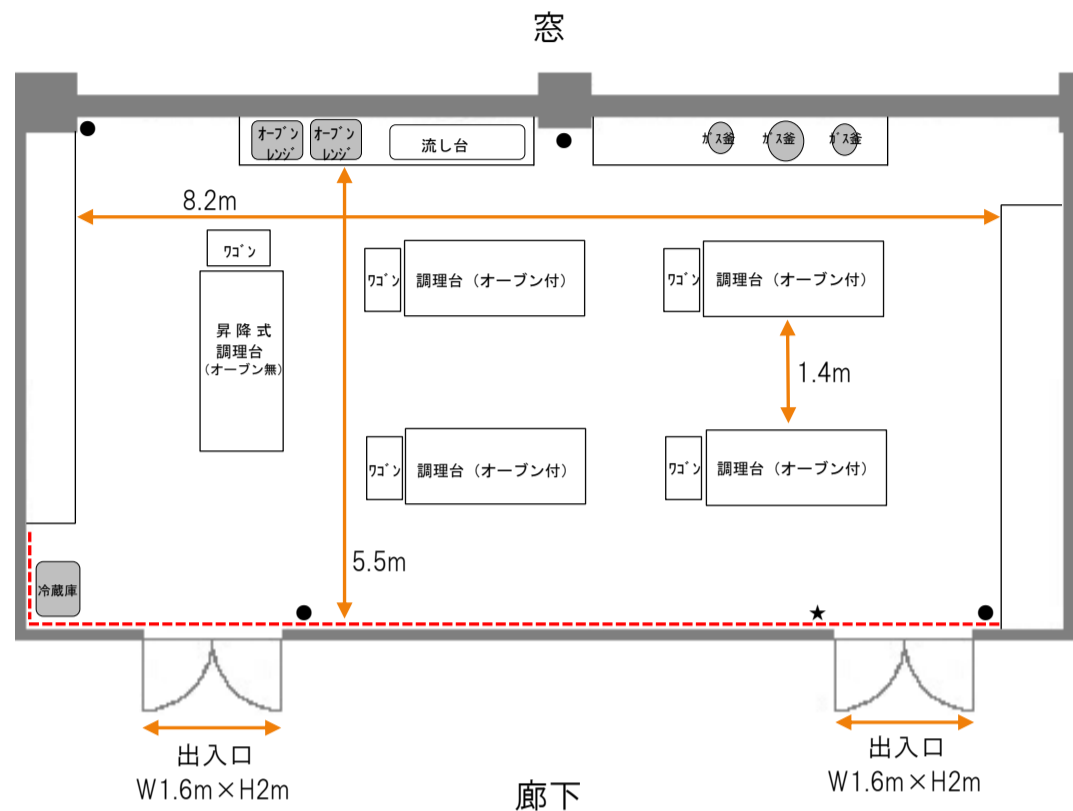 窓
オーブン
レンジ
オーブン
レンジ
流し台
ガス釜
ガス釜
ガス釜
8.2m
ワゴン
ワゴン
調理台（オーブン付）
ワゴン
調理台（オーブン付）
昇降式
調理台
（オーブン無）
1.4m
ワゴン
調理台（オーブン付）
ワゴン
調理台（オーブン付）
5.5m
冷蔵庫
★
出入口
W1.6m×H2m
出入口
W1.6m×H2m
廊下